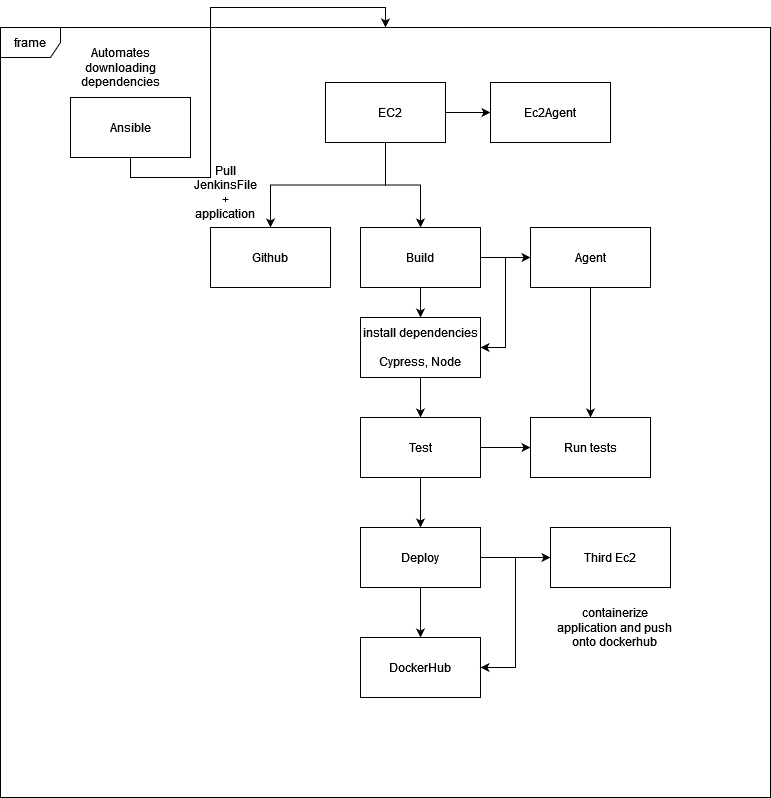 frame
Automates
downloading
dependencies
Ansible
EC2
Ec2Agent
Pull
JenkinsFile
+
application
Github
Build
Agent
install dependencies
Cypress, Node
Test
Run tests
Deploy
Third Ec2
containerize
application and push
onto dockerhub
DockerHub